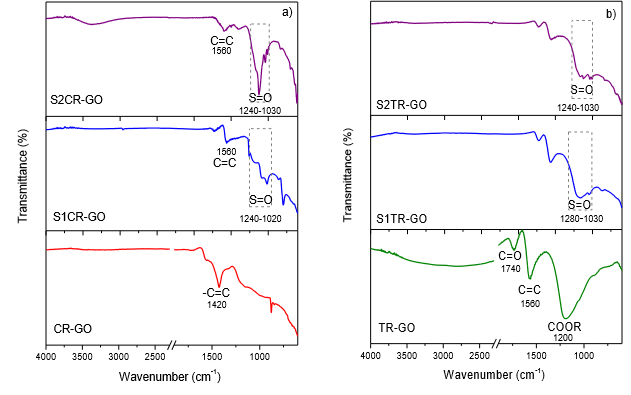 a)
C=C
1560
S=O
1240-1030
S2CR-GO
1560
C=C
S=O
1240-1020
S1CR-GO
-C=C
1420
CR-GO
Transmittance (%)
4000 3500 3000 2500 1500 1000
Wavenumber (cm⁻¹)
b)
S=O
1240-1030
S2TR-GO
S=O
1280-1030
S1TR-GO
C=O
1740
C=C
1560
COOR
1200
TR-GO
Transmittance (%)
4000 3500 3000 2500 1500 1000
Wavenumber (cm⁻¹)